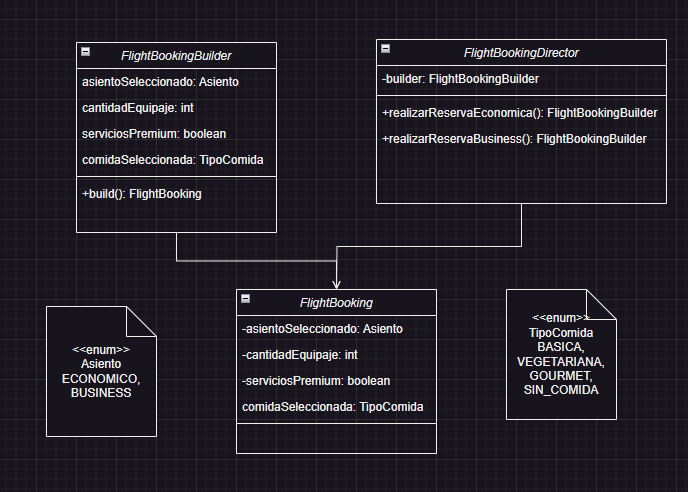 FlightBookingBuilder
asientoSeleccionado: Asiento
cantidadEquipaje: int
serviciosPremium: boolean
comidaSeleccionada: TipoComida
+build(): FlightBooking
FlightBookingDirector
-builder: FlightBookingBuilder
+realizarReservaEconomica(): FlightBookingBuilder
+realizarReservaBusiness(): FlightBookingBuilder
FlightBooking
-asientoSeleccionado: Asiento
-cantidadEquipaje: int
-serviciosPremium: boolean
comidaSeleccionada: TipoComida
<<enum>>
Asiento
ECONOMICO,
BUSINESS
<<enum>>
TipoComida
BASICA,
VEGETARIANA,
GOURMET,
SIN_COMIDA